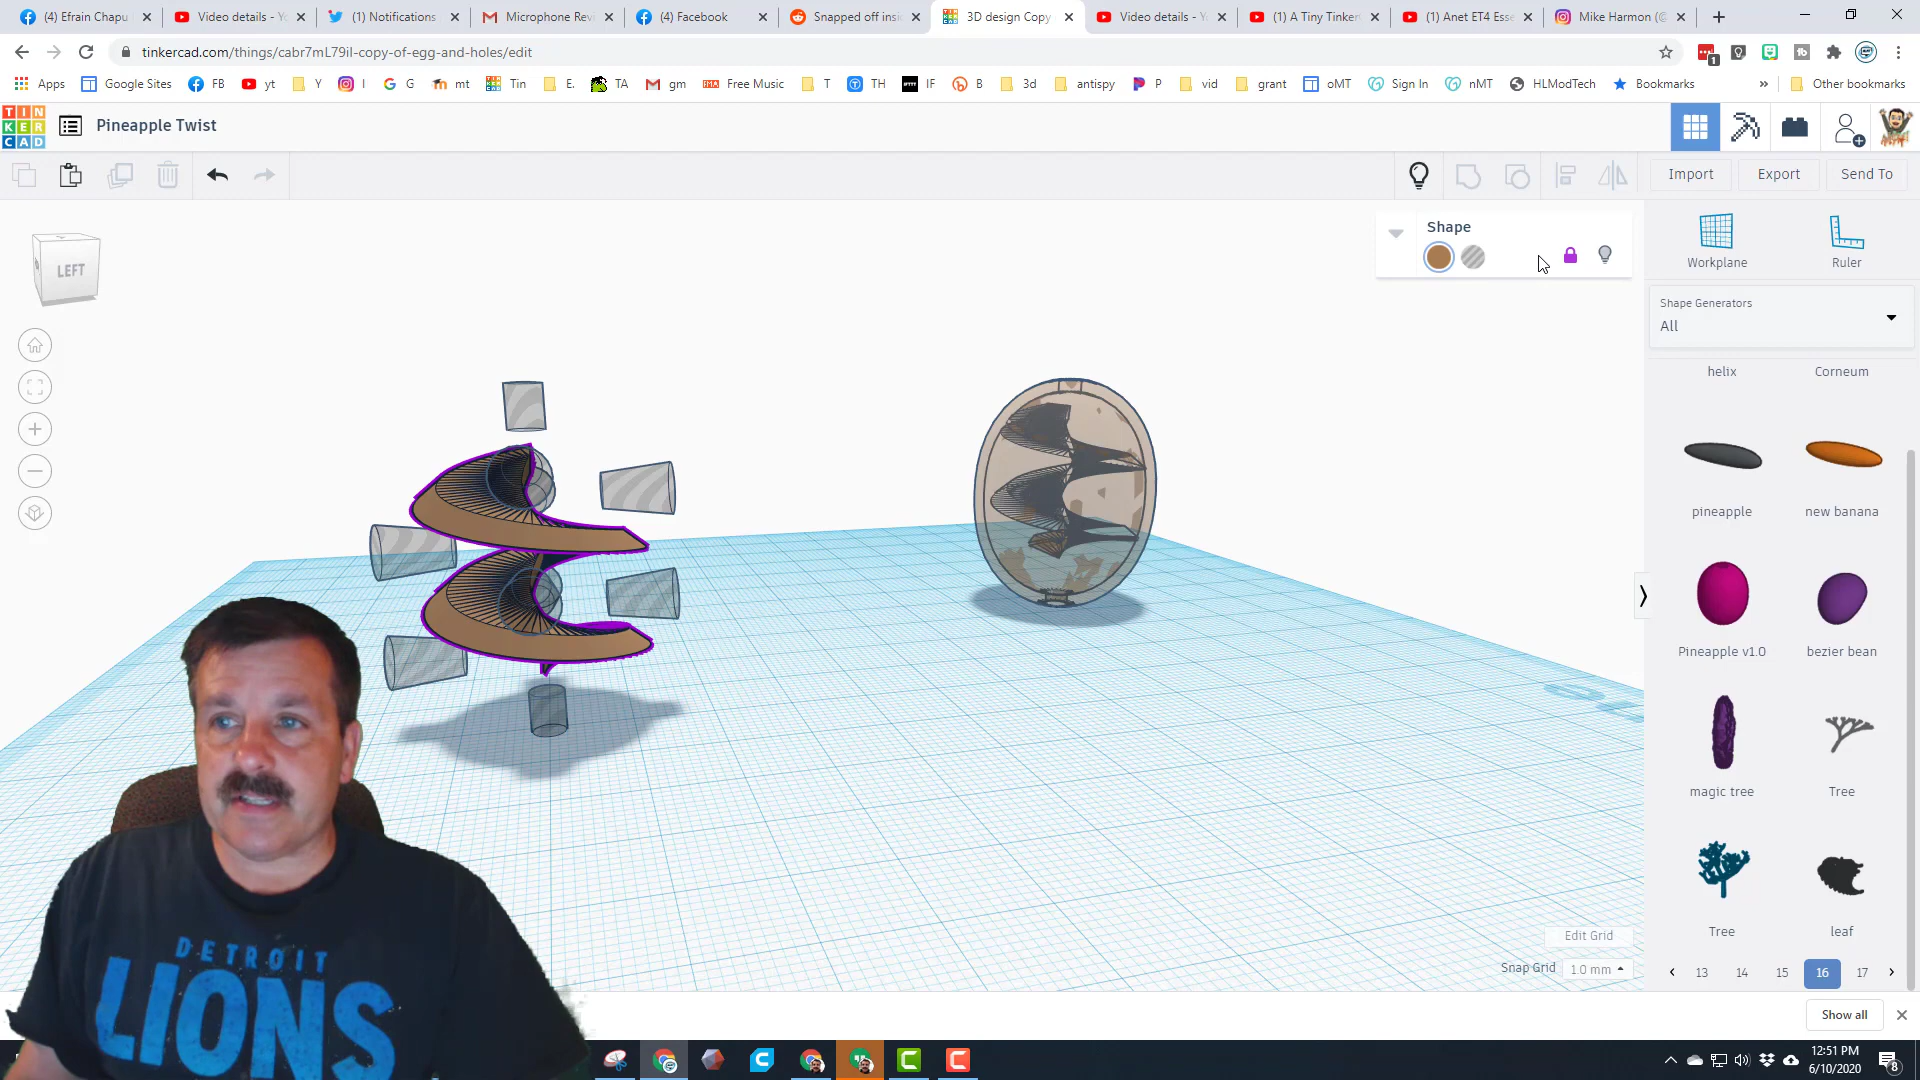 (4) Efrain Chapu
Video details - Yo
(1) Notifications
Microphone Rev
(4) Facebook
Snapped off insi
3D design Copy
Video details - Y
(1) A Tiny Tinker
(1) Anet ET4 Esse
Mike Harmon (@
tinkercad.com/things/cabr7mL79il-copy-of-egg-and-holes/edit
1
Apps
Google Sites
FB
yt
Y
I
G
mt
Tin
E.
TA
gm
Free Music
T
TH
IF
B
3d
antispy
P
vid
grant
oMT
Sign In
nMT
HLModTech
Bookmarks
»
Other bookmarks
TIN
KER
CAD
Pineapple Twist
Import
Export
Send To
LEFT
Shape
Workplane
Ruler
Shape Generators
All
helix
Corneum
pineapple
new banana
Pineapple v1.0
bezier bean
magic tree
Tree
Tree
leaf
Edit Grid
Snap Grid
1.0 mm
13
14
15
16
17
DETROIT
LIONS
Show all
12:51 PM
6/10/2020
8